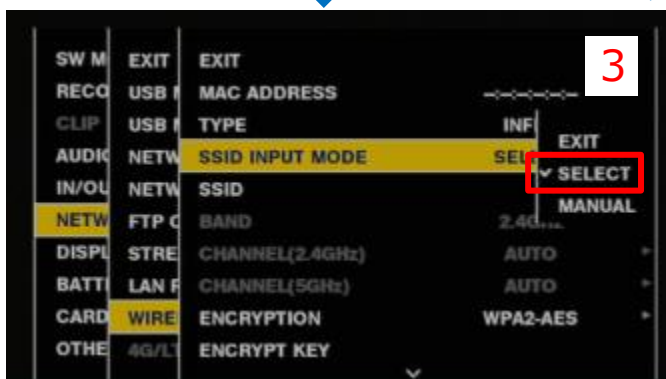 3
SW M EXIT EXIT
RECO USB MAC ADDRESS --:--:--:--:--:--
CLIP USB TYPE INF
EXIT
AUDIO NETW SSID INPUT MODE SEL
✓ SELECT
IN/OU NETW SSID
MANUAL
NETW FTP C BAND 2.4G
DISPL STRE CHANNEL(2.4GHz) AUTO
BATT LAN CHANNEL(5GHz) AUTO
CARD WIRE ENCRYPTION WPA2-AES
OTHE 4G/LT ENCRYPT KEY